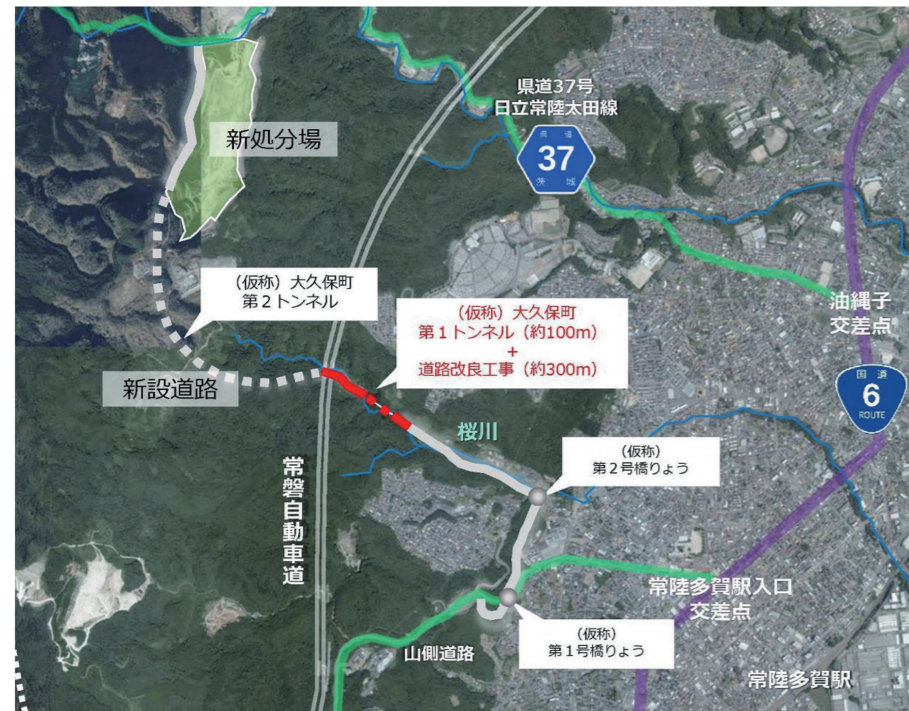 県道37号
日立常陸太田線
県道
37
茨城
新処分場
(仮称)大久保町
第2トンネル
(仮称)大久保町
第1トンネル(約100m)
+
道路改良工事(約300m)
油縄子
交差点
国道
6
ROUTE
新設道路
桜川
(仮称)
第2号橋りょう
常磐自動車道
常陸多賀駅入口
交差点
(仮称)
第1号橋りょう
山側道路
常陸多賀駅